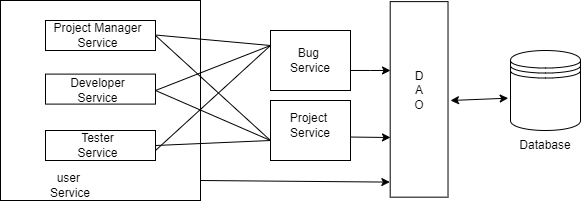 Project Manager
Service
Developer
Service
Tester
Service
user
Service
Bug
Service
Project
Service
D
A
O
Database